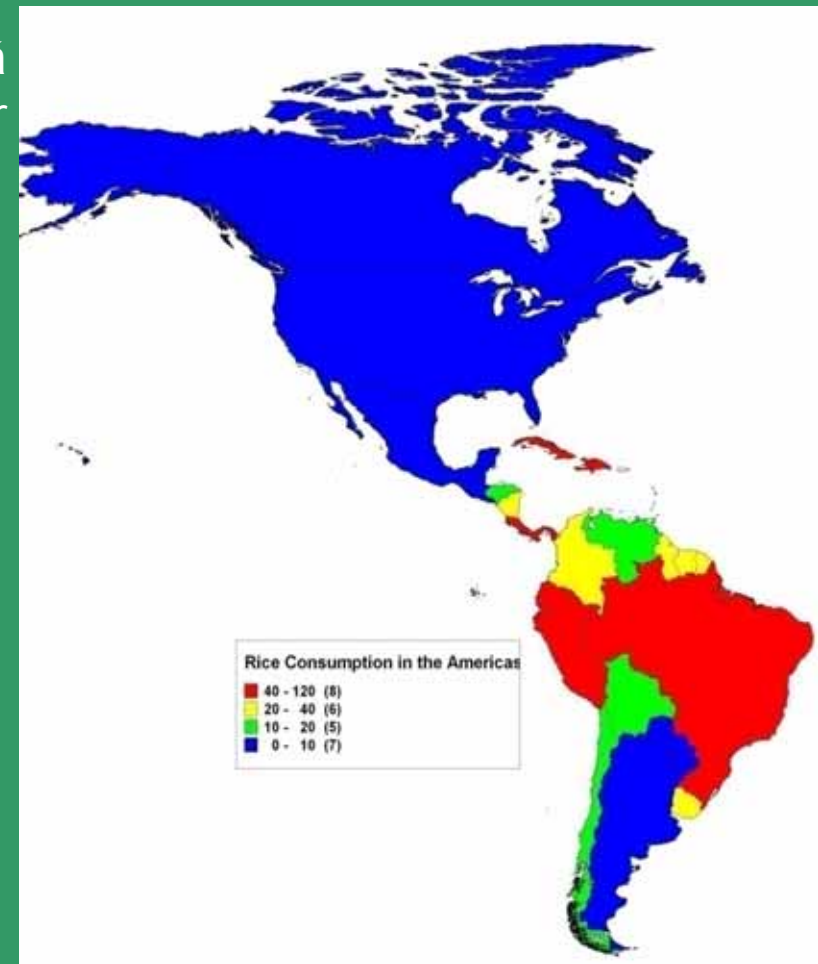 Rice Consumption in the Americas
40 - 120 (8)
20 - 40 (6)
10 - 20 (5)
0 - 10 (7)